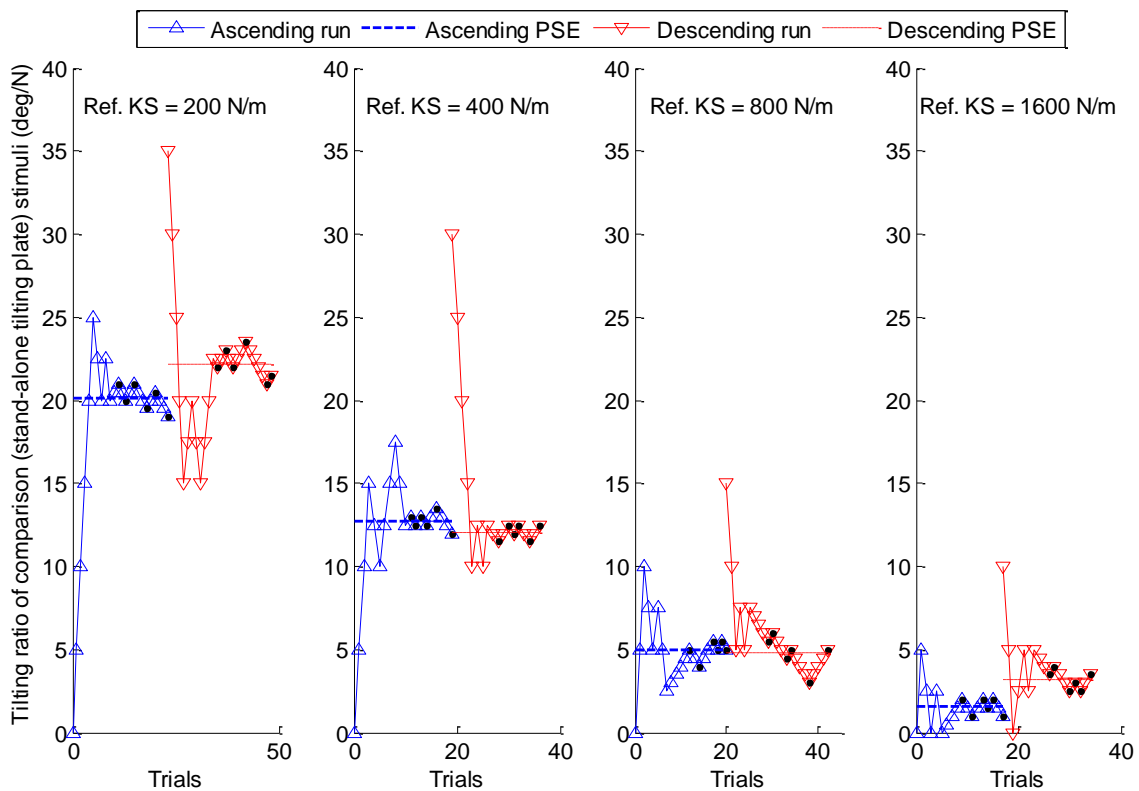 Ascending run Ascending PSE Descending run Descending PSE
Tilting ratio of comparison (stand-alone tilting plate) stimuli (deg/N)
Ref. KS = 200 N/m
40
35
30
25
20
15
10
5
0
0 50
Trials
Ref. KS = 400 N/m
40
35
30
25
20
15
10
5
0
0 20 40
Trials
Ref. KS = 800 N/m
40
35
30
25
20
15
10
5
0
0 20 40
Trials
Ref. KS = 1600 N/m
40
35
30
25
20
15
10
5
0
0 20 40
Trials